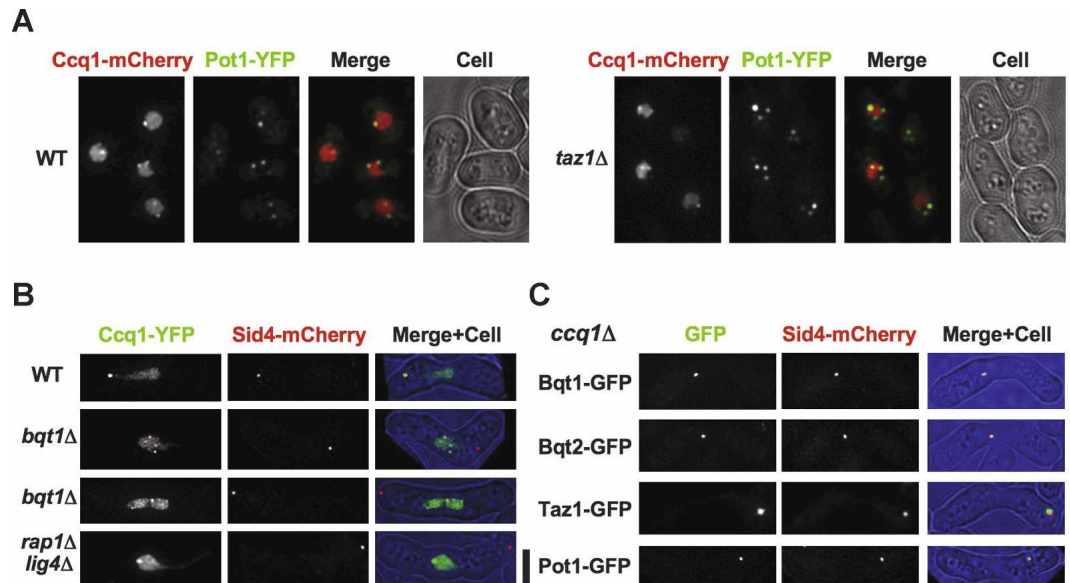 A
Ccq1-mCherry Pot1-YFP Merge Cell
WT
Ccq1-mCherry Pot1-YFP Merge Cell
taz1Δ
B
Ccq1-YFP Sid4-mCherry Merge+Cell
WT
bqt1Δ
bqt1Δ
rap1Δ
lig4Δ
C
ccq1Δ GFP Sid4-mCherry Merge+Cell
Bqt1-GFP
Bqt2-GFP
Taz1-GFP
Pot1-GFP